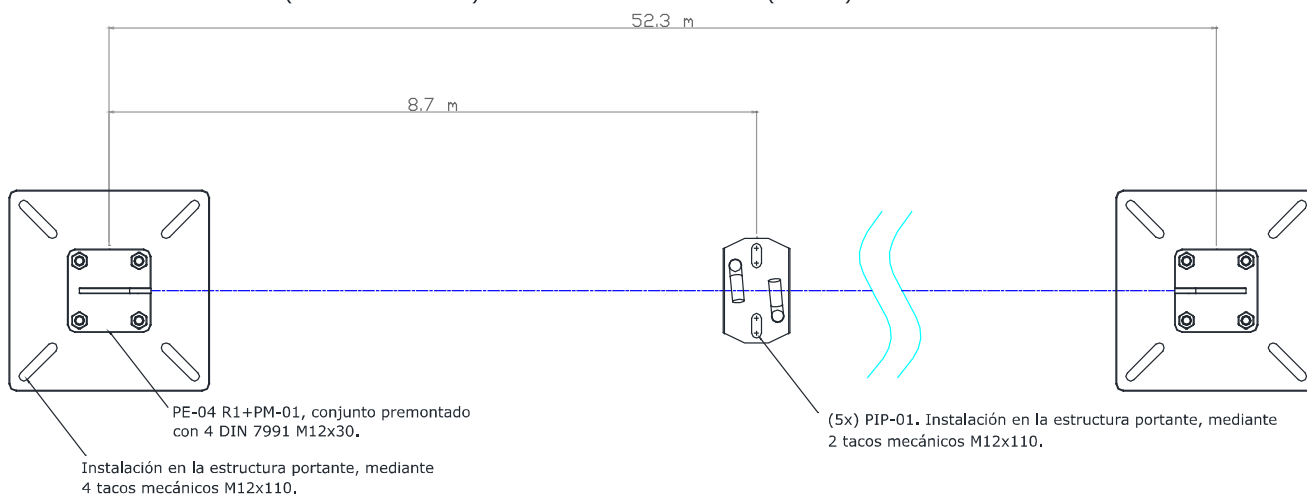 52.3 m
8.7 m
PE-04 R1+PM-01, conjunto premontado
con 4 DIN 7991 M12x30.
(5x) PIP-01. Instalación en la estructura portante, mediante
2 tacos mecánicos M12x110.
Instalación en la estructura portante, mediante
4 tacos mecánicos M12x110.